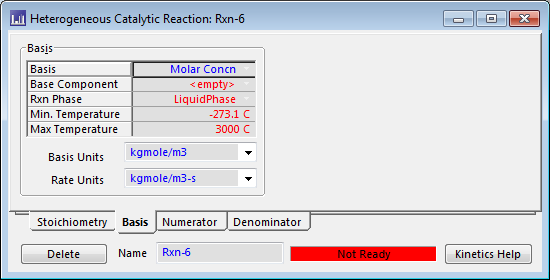 Heterogeneous Catalytic Reaction: Rxn-6
Basis
Basis Molar Concn
Base Component <empty>
Rxn Phase LiquidPhase
Min. Temperature -273.1 C
Max Temperature 3000 C
Basis Units kgmole/m3
Rate Units kgmole/m3-s
Stoichiometry Basis Numerator Denominator
Delete Name Rxn-6 Not Ready Kinetics Help